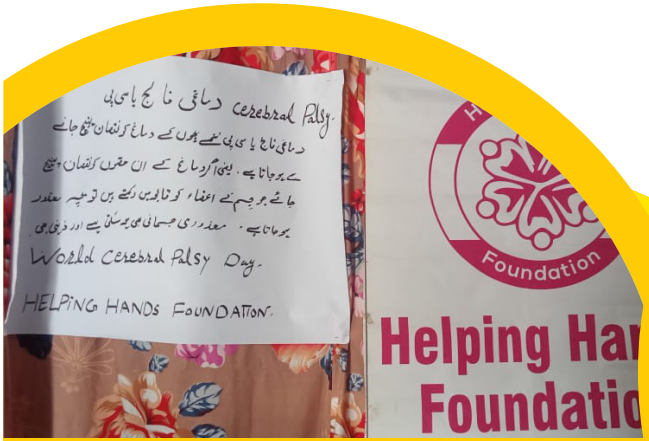 دماغی فالج یا سی پی Cerebral Palsy.
دماغی فالج یا سی پی ننھے بچوں کے دماغ کو نقصان پہنچ جانے
سے ہو جاتا ہے. یعنی اگر دماغ کے ان حصوں کو نقصان پہنچ
جائے جو جسم کے اعضاء کو قابو میں رکھتے ہیں تو بچہ معذور
ہو جاتا ہے. معذوری جسمانی بھی ہو سکتی ہے اور ذہنی بھی.
World Cerebral Palsy Day.
HELPING HANDS FOUNDATION.
H
Foundation
Helping Han
Foundatio